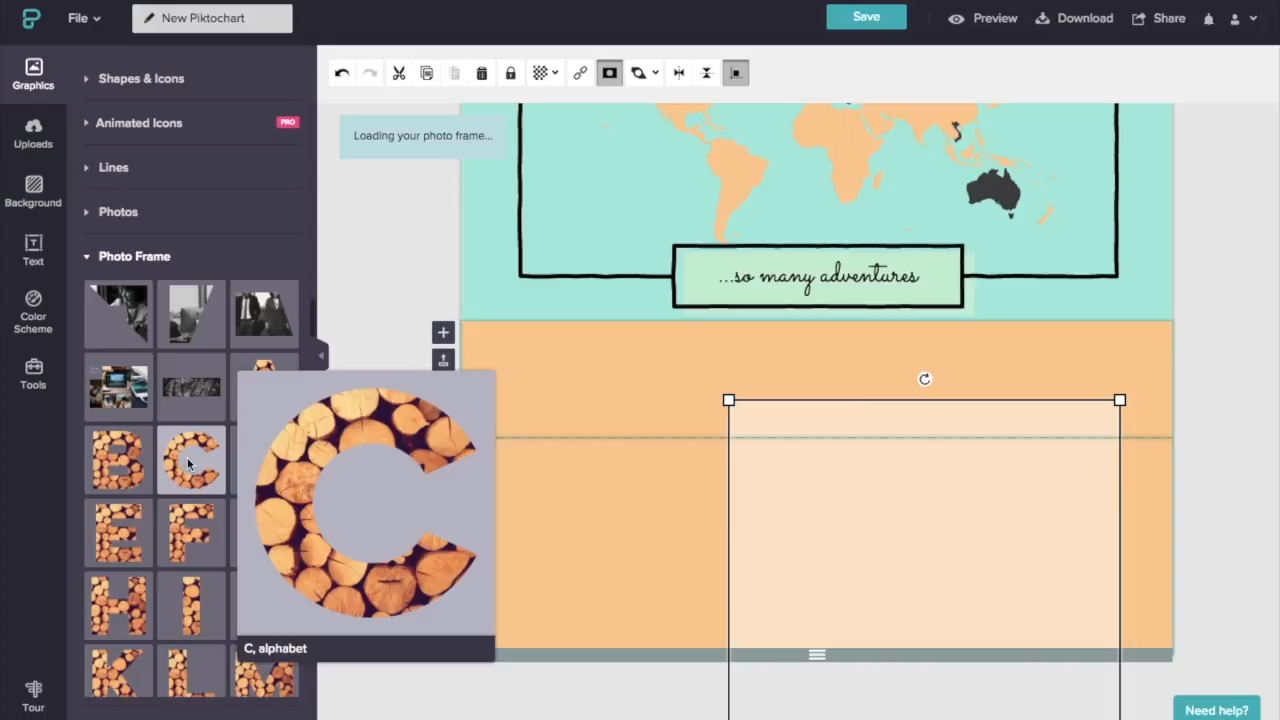 File
New Piktochart
Save
Preview
Download
Share
Graphics
Uploads
Background
Text
Color
Scheme
Tools
Tour
Shapes & Icons
Animated Icons
PRO
Lines
Photos
Photo Frame
B
C
E
F
H
I
K
L
M
C
C, alphabet
Loading your photo frame...
...so many adventures
Need help?